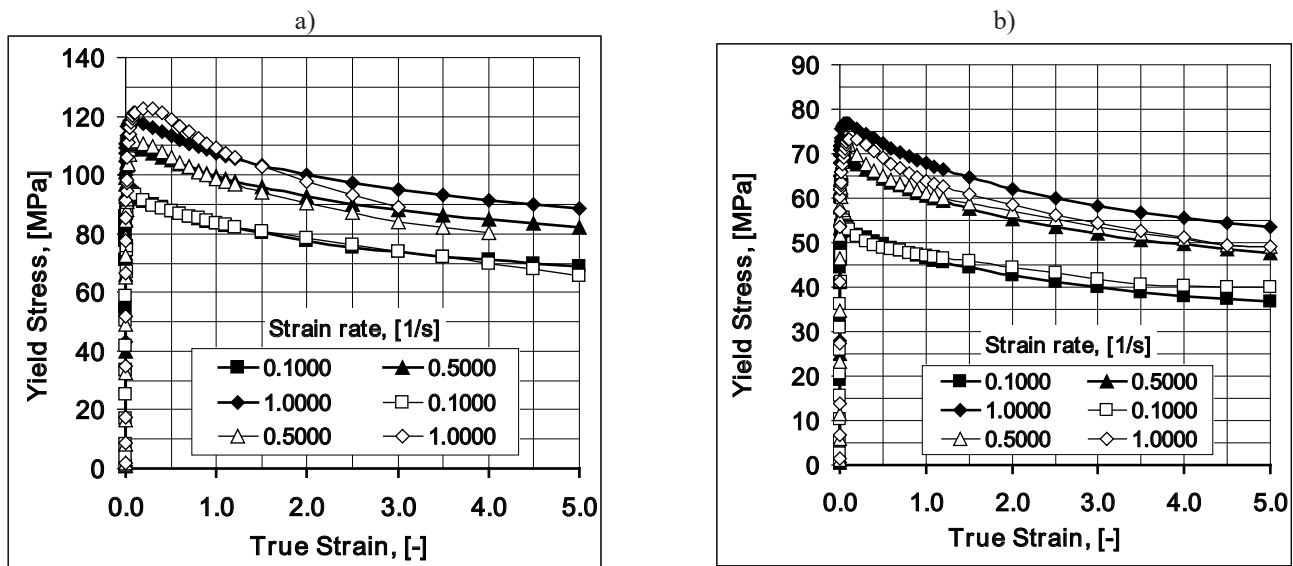 a)
140
120
100
80
60
40
20
0
Yield Stress, [MPa]
Strain rate, [1/s]
0.1000 0.5000
1.0000 0.1000
0.5000 1.0000
0.0 1.0 2.0 3.0 4.0 5.0
True Strain, [-]
b)
90
80
70
60
50
40
30
20
10
0
Yield Stress, [MPa]
Strain rate, [1/s]
0.1000 0.5000
1.0000 0.1000
0.5000 1.0000
0.0 1.0 2.0 3.0 4.0 5.0
True Strain, [-]